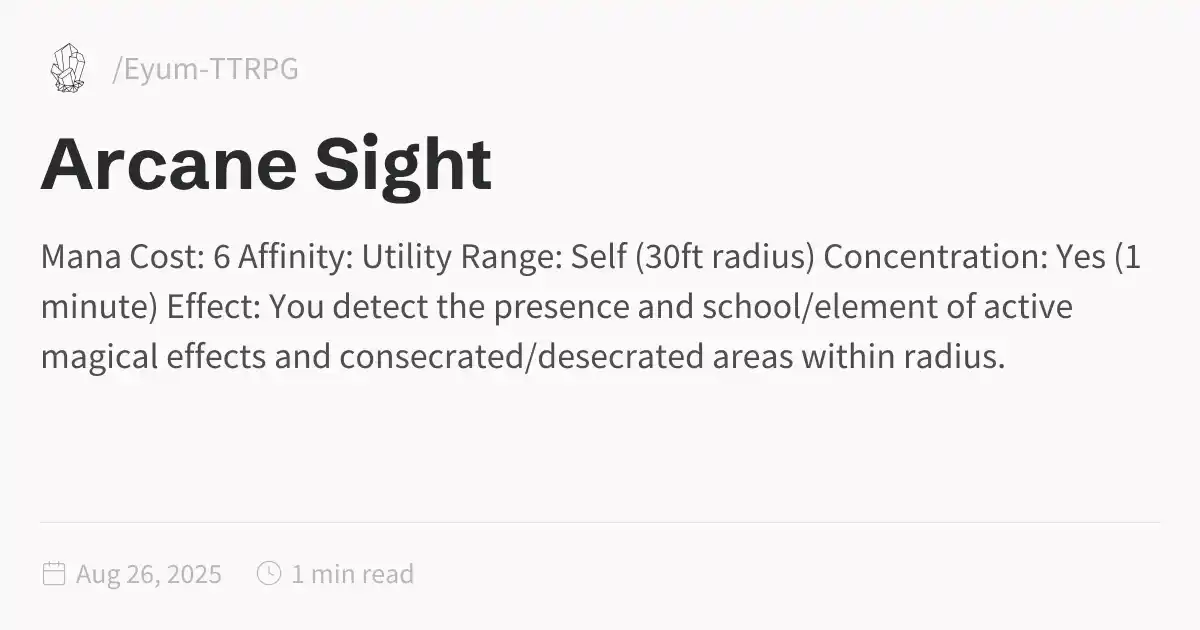 /Eyum-TTRPG
Arcane Sight
Mana Cost: 6 Affinity: Utility Range: Self (30ft radius) Concentration: Yes (1
minute) Effect: You detect the presence and school/element of active
magical effects and consecrated/desecrated areas within radius.
Aug 26, 2025 1 min read